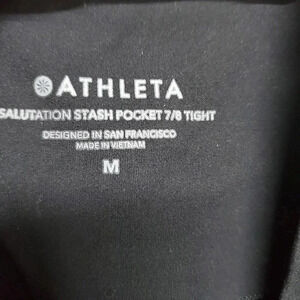 ATHLETA
SALUTATION STASH POCKET 7/8 TIGHT
DESIGNED IN SAN FRANCISCO
MADE IN VIETNAM
M